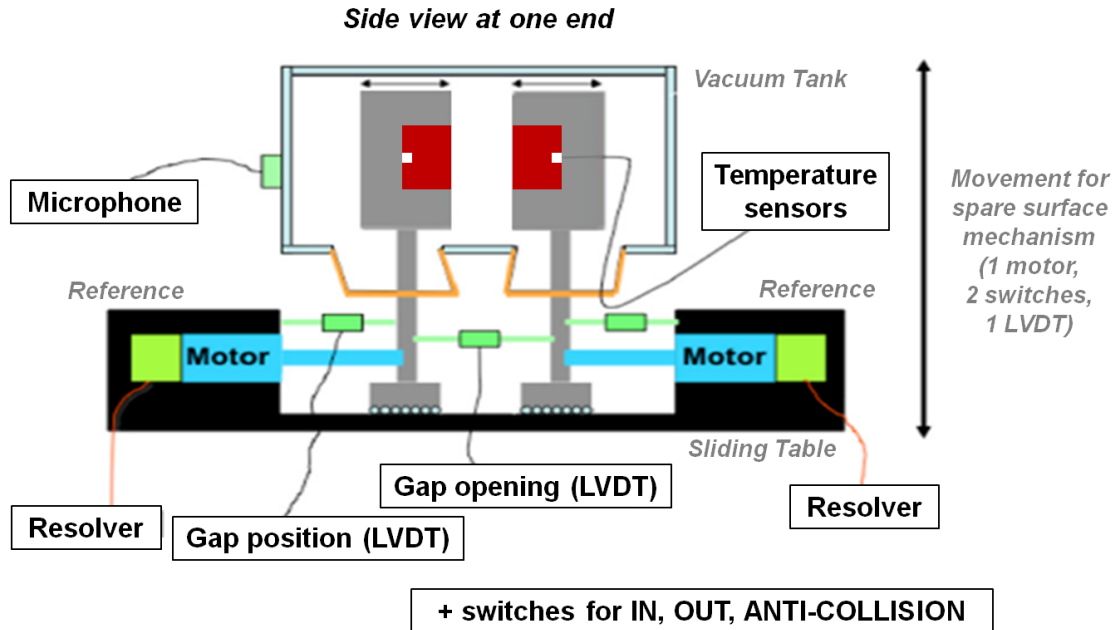 Side view at one end
Vacuum Tank
Microphone
Temperature
sensors
Movement for
spare surface
mechanism
(1 motor,
2 switches,
1 LVDT)
Reference
Reference
Motor
Motor
Sliding Table
Gap opening (LVDT)
Resolver
Resolver
Gap position (LVDT)
+ switches for IN, OUT, ANTI-COLLISION